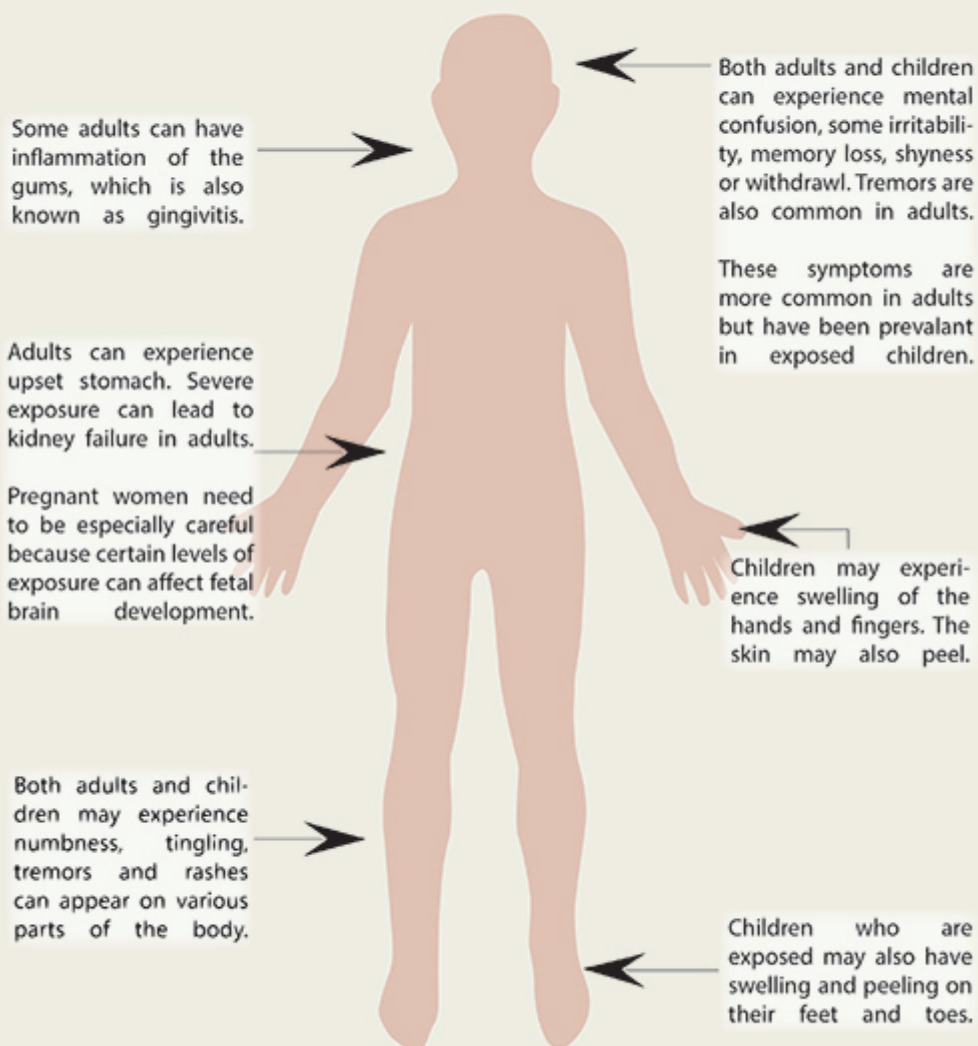 Some adults can have
inflammation of the
gums, which is also
known as gingivitis.
Both adults and children
can experience mental
confusion, some irritabili-
ty, memory loss, shyness
or withdrawl. Tremors are
also common in adults.
These symptoms are
more common in adults
but have been prevalant
in exposed children.
Adults can experience
upset stomach. Severe
exposure can lead to
kidney failure in adults.
Pregnant women need
to be especially careful
because certain levels of
exposure can affect fetal
brain development.
Children may experi-
ence swelling of the
hands and fingers. The
skin may also peel.
Both adults and chil-
dren may experience
numbness, tingling,
tremors and rashes
can appear on various
parts of the body.
Children who are
exposed may also have
swelling and peeling on
their feet and toes.